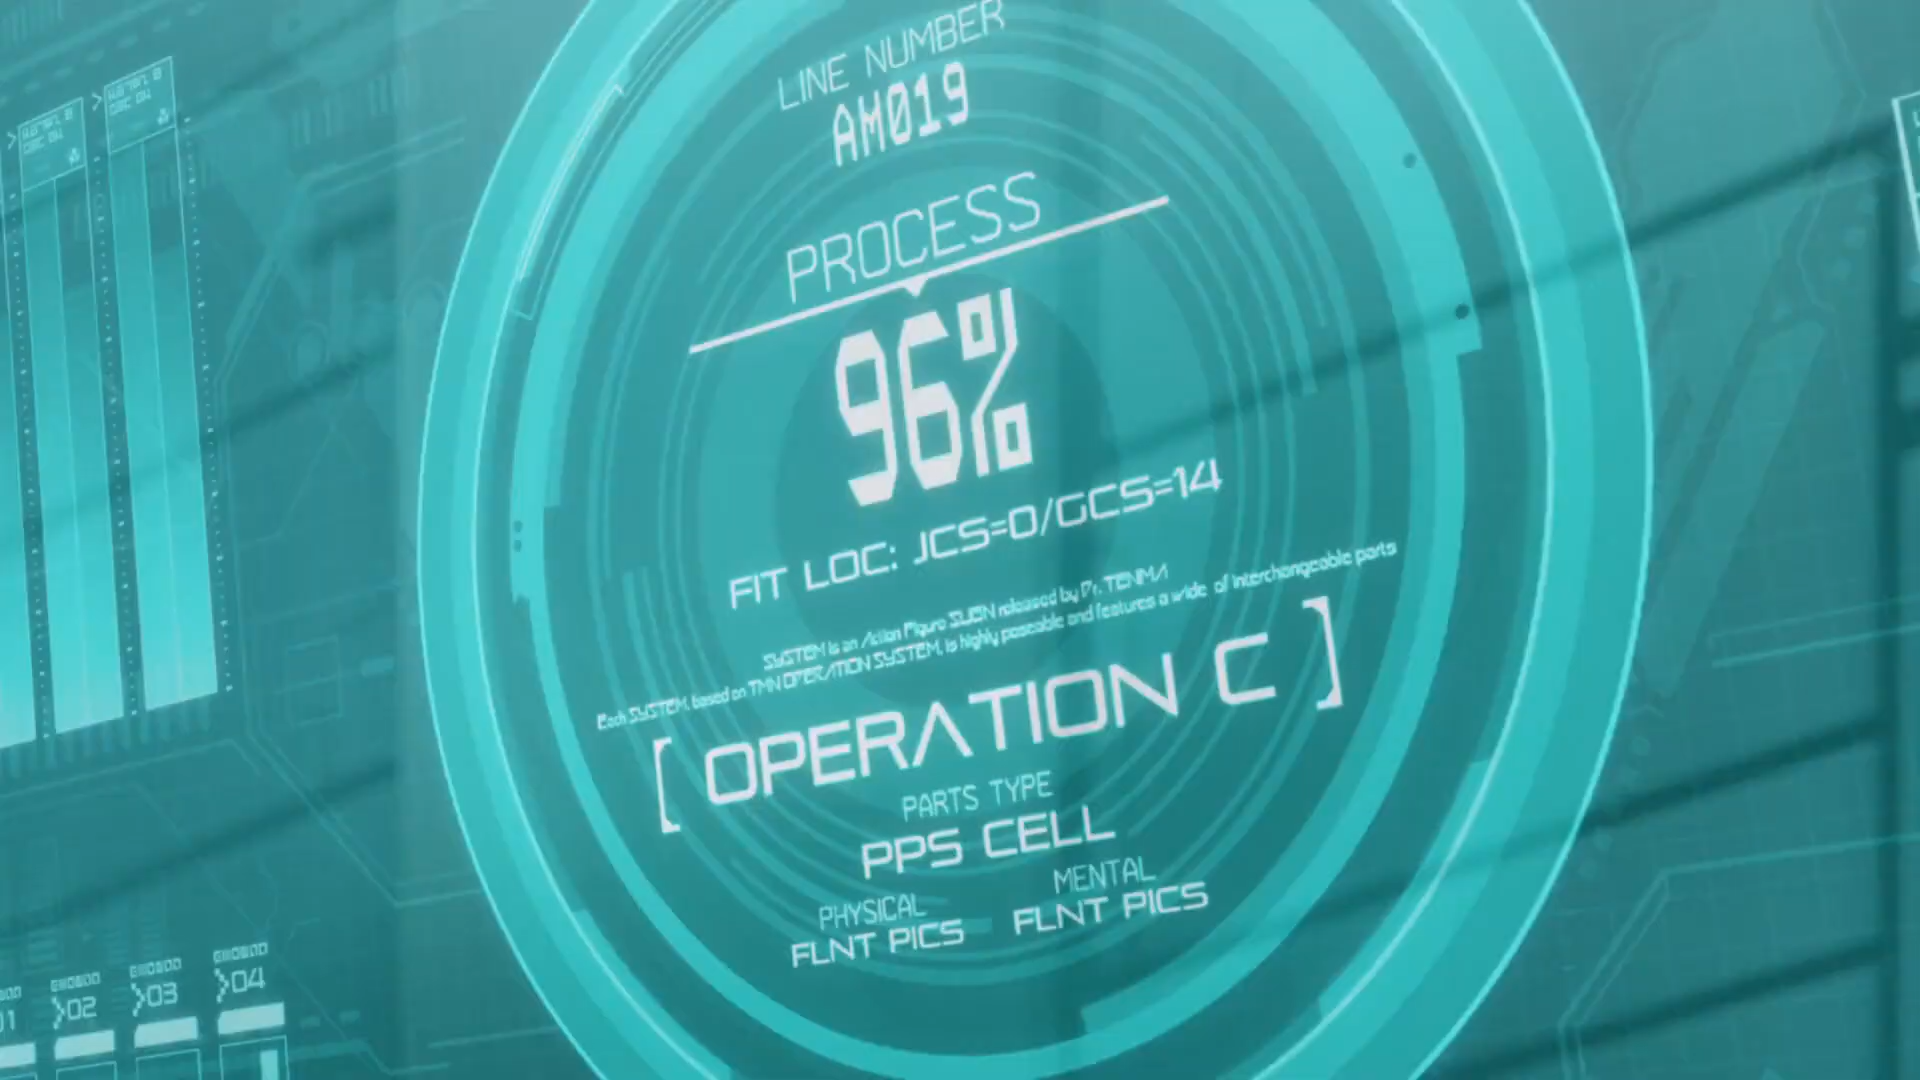 LINE NUMBER
AM019
PROCESS
96%
FIT LOC: JCS=0/GCS=14
SYSTEM is an Action Figure released by Dr. TENMA
Each SYSTEM, based on TMN OPERATION SYSTEM, is highly poseable and features a wide of interchangeable parts
[ OPERATION C ]
PARTS TYPE
PPS CELL
PHYSICAL
FLNT PICS
MENTAL
FLNT PICS
>02
>03
>04